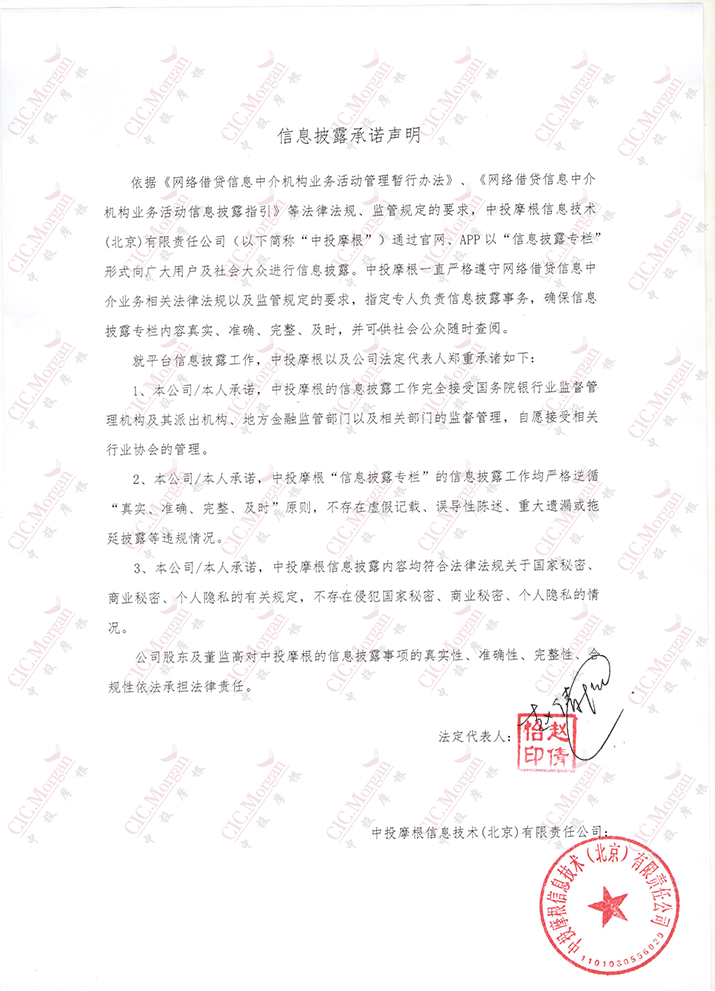 信息披露承诺声明
依据《网络借贷信息中介机构业务活动管理暂行办法》、《网络借贷信息中介
机构业务活动信息披露指引》等法律法规、监管规定的要求，中投摩根信息技术
(北京)有限责任公司（以下简称“中投摩根”）通过官网、APP以“信息披露专栏”
形式向广大用户及社会大众进行信息披露。中投摩根一直严格遵守网络借贷信息中
介业务相关法律法规以及监管规定的要求，指定专人负责信息披露事务，确保信息
披露专栏内容真实、准确、完整、及时，并可供社会公众随时查阅。
就平台信息披露工作，中投摩根以及公司法定代表人郑重承诺如下：
1、本公司/本人承诺，中投摩根的信息披露工作完全接受国务院银行业监督管
理机构及其派出机构、地方金融监管部门以及相关部门的监督管理，自愿接受相关
行业协会的管理。
2、本公司/本人承诺，中投摩根“信息披露专栏”的信息披露工作均严格逆循
“真实、准确、完整、及时”原则，不存在虚假记载、误导性陈述、重大遗漏或拖
延披露等违规情况。
3、本公司/本人承诺，中投摩根信息披露内容均符合法律法规关于国家秘密、
商业秘密、个人隐私的有关规定，不存在侵犯国家秘密、商业秘密、个人隐私的情
况。
公司股东及董监高对中投摩根的信息披露事项的真实性、准确性、完整性、合
规性依法承担法律责任。
法定代表人：
赵倩
怡印
中投摩根信息技术(北京)有限责任公司：
中投摩根信息技术（北京）有限责任公司
1101080556029
CIC.Morgan
中投摩根